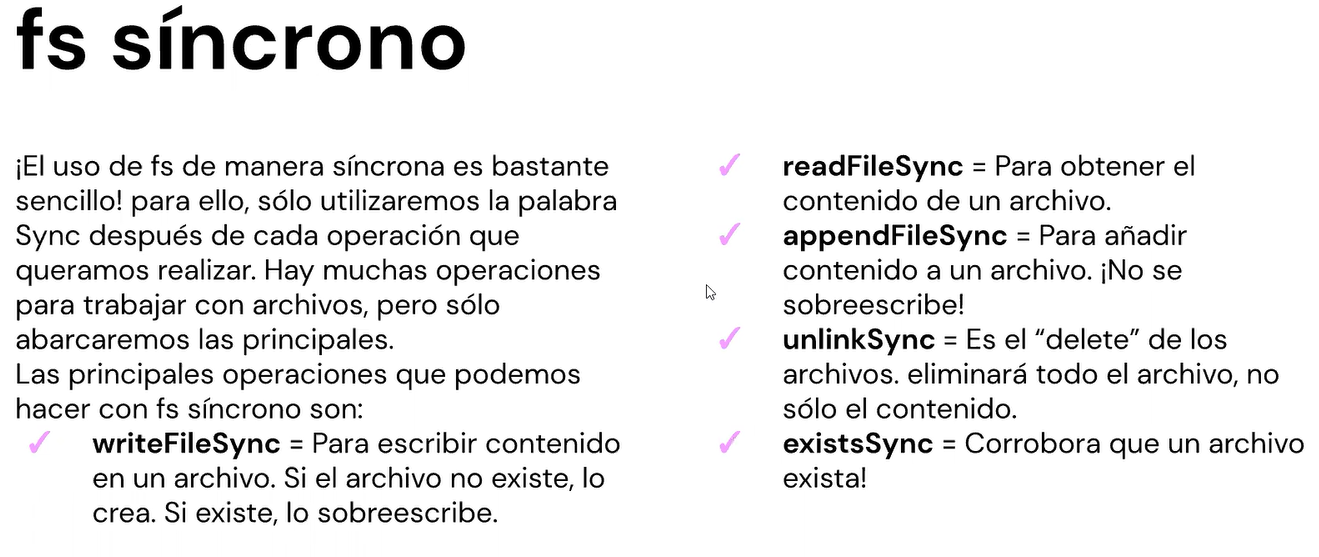 fs síncrono
¡El uso de fs de manera síncrona es bastante
sencillo! para ello, sólo utilizaremos la palabra
Sync después de cada operación que
queramos realizar. Hay muchas operaciones
para trabajar con archivos, pero sólo
abarcaremos las principales.
Las principales operaciones que podemos
hacer con fs síncrono son:
✓ writeFileSync = Para escribir contenido
en un archivo. Si el archivo no existe, lo
crea. Si existe, lo sobreescribe.
✓ readFileSync = Para obtener el
contenido de un archivo.
✓ appendFileSync = Para añadir
contenido a un archivo. ¡No se
sobreescribe!
✓ unlinkSync = Es el “delete” de los
archivos. eliminará todo el archivo, no
sólo el contenido.
✓ existsSync = Corrobora que un archivo
exista!